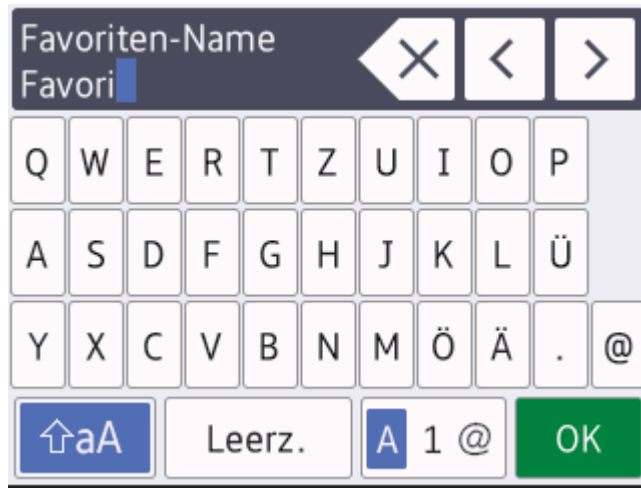 Favoriten-Name
Favori
Q W E R T Z U I O P
A S D F G H J K L Ü
Y X C V B N M Ö Ä . @
aA Leerz. A 1 @ OK